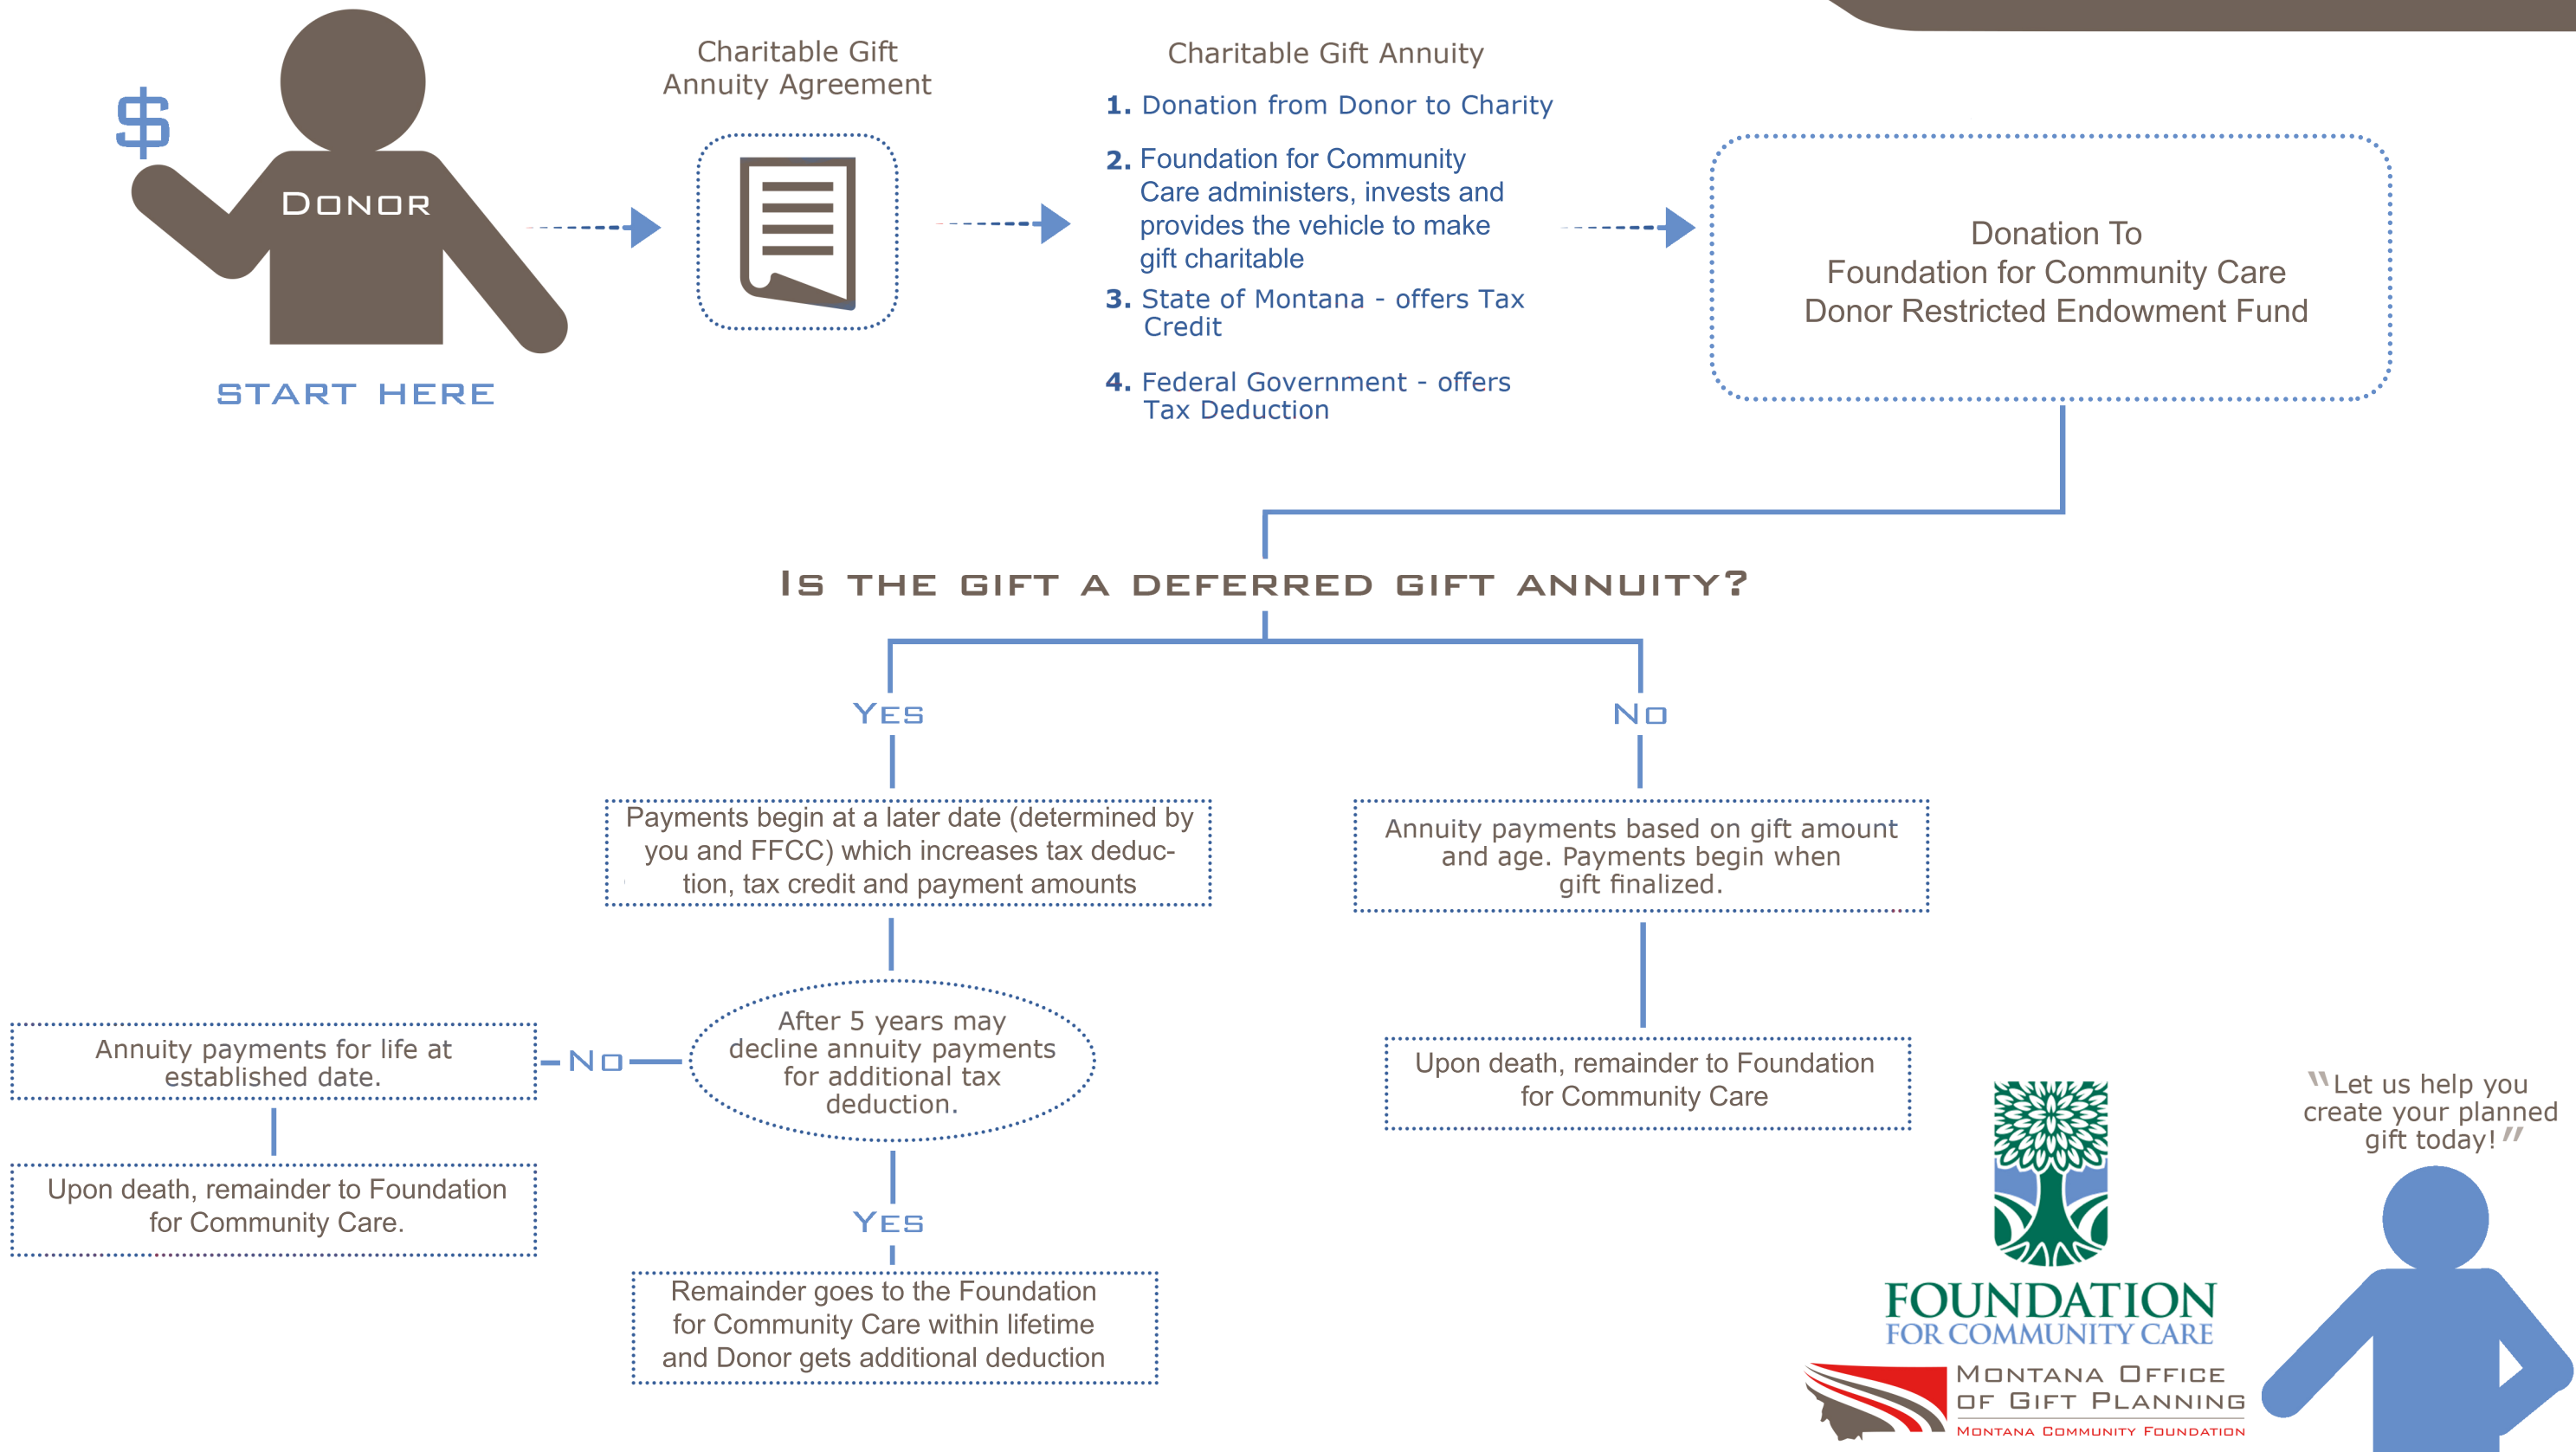 $
DONOR
START HERE
Charitable Gift
Annuity Agreement
Charitable Gift Annuity
1. Donation from Donor to Charity
2. Foundation for Community
Care administers, invests and
provides the vehicle to make
gift charitable
3. State of Montana - offers Tax
Credit
4. Federal Government - offers
Tax Deduction
Donation To
Foundation for Community Care
Donor Restricted Endowment Fund
IS THE GIFT A DEFERRED GIFT ANNUITY?
YES
NO
Payments begin at a later date (determined by
you and FFCC) which increases tax deduc-
tion, tax credit and payment amounts
Annuity payments based on gift amount
and age. Payments begin when
gift finalized.
After 5 years may
decline annuity payments
for additional tax
deduction.
NO
Annuity payments for life at
established date.
Upon death, remainder to Foundation
for Community Care.
YES
Remainder goes to the Foundation
for Community Care within lifetime
and Donor gets additional deduction
Upon death, remainder to Foundation
for Community Care
FOUNDATION
FOR COMMUNITY CARE
MONTANA OFFICE
OF GIFT PLANNING
MONTANA COMMUNITY FOUNDATION
"Let us help you
create your planned
gift today!"